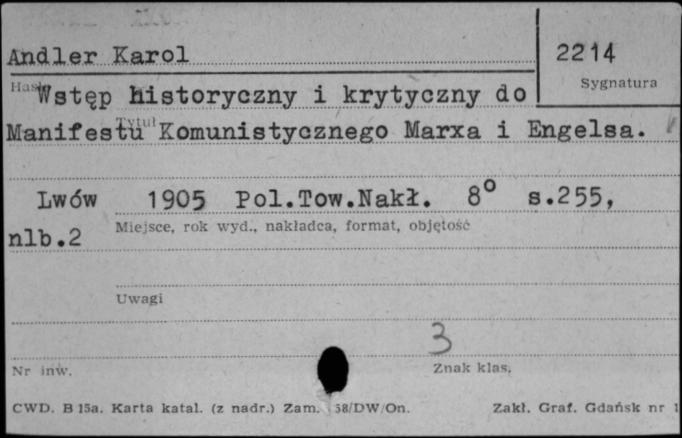 Andler Karol
2214
Hasło
Sygnatura
Wstęp historyczny i krytyczny do
Tytuł
Manifestu Komunistycznego Marxa i Engelsa.
Lwów 1905 Pol.Tow.Nakł. 8° s.255,
Miejsce, rok wyd., nakładca, format, objętość
nlb.2
Uwagi
3
Nr inw.
Znak klas.
CWD. B 15a. Karta katal. (z nadr.) Zam. 58/DW/On.
Zakł. Graf. Gdańsk nr 1